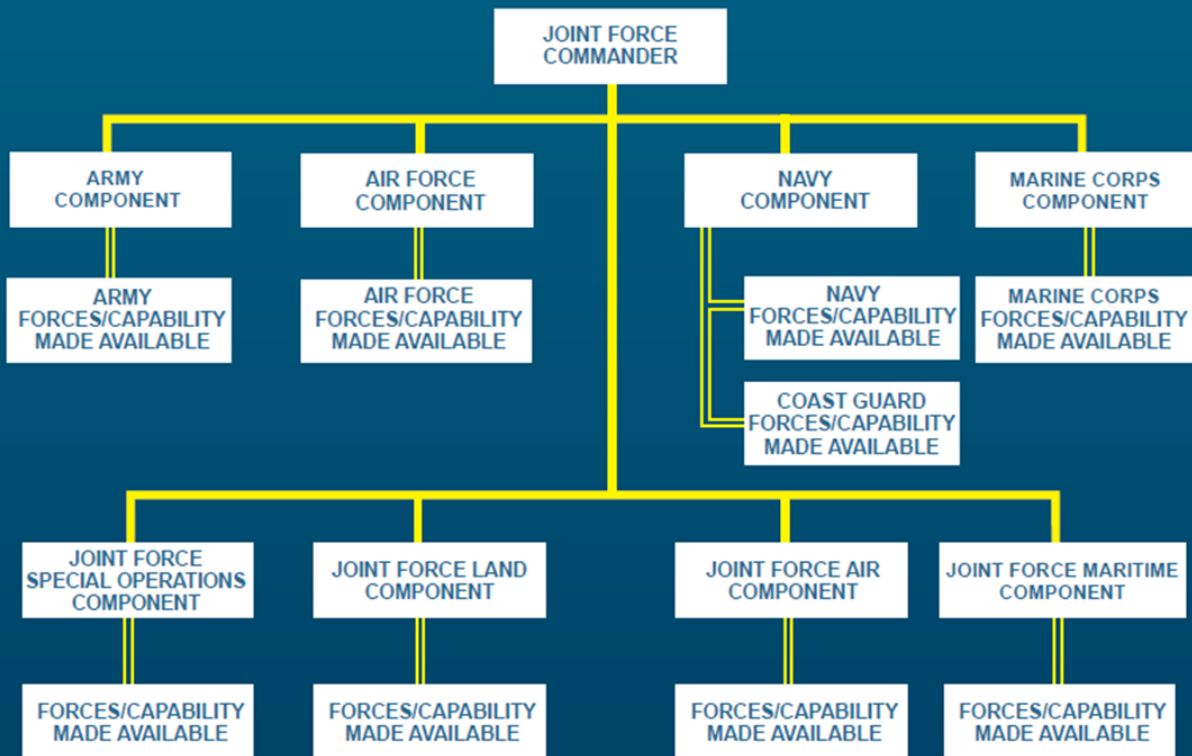 JOINT FORCE
COMMANDER
ARMY
COMPONENT
AIR FORCE
COMPONENT
NAVY
COMPONENT
MARINE CORPS
COMPONENT
ARMY
FORCES/CAPABILITY
MADE AVAILABLE
AIR FORCE
FORCES/CAPABILITY
MADE AVAILABLE
NAVY
FORCES/CAPABILITY
MADE AVAILABLE
MARINE CORPS
FORCES/CAPABILITY
MADE AVAILABLE
COAST GUARD
FORCES/CAPABILITY
MADE AVAILABLE
JOINT FORCE
SPECIAL OPERATIONS
COMPONENT
JOINT FORCE LAND
COMPONENT
JOINT FORCE AIR
COMPONENT
JOINT FORCE MARITIME
COMPONENT
FORCES/CAPABILITY
MADE AVAILABLE
FORCES/CAPABILITY
MADE AVAILABLE
FORCES/CAPABILITY
MADE AVAILABLE
FORCES/CAPABILITY
MADE AVAILABLE